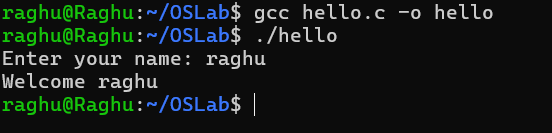 raghu@Raghu:~/OSLab$ gcc hello.c -o hello
raghu@Raghu:~/OSLab$ ./hello
Enter your name: raghu
Welcome raghu
raghu@Raghu:~/OSLab$